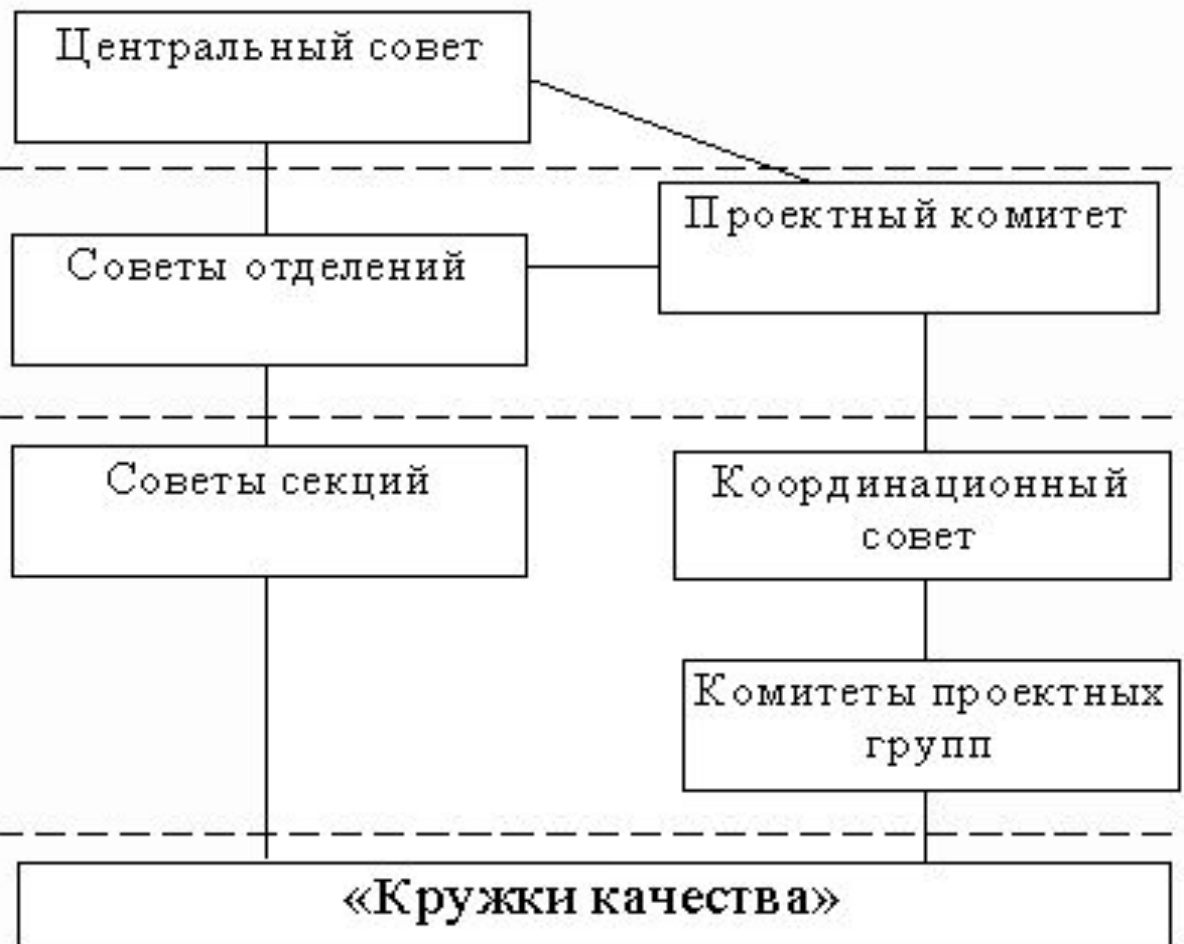 Центральный совет
Проектный комитет
Советы отделений
Советы секций
Координационный
совет
Комитеты проектных
групп
«Кружки качества»